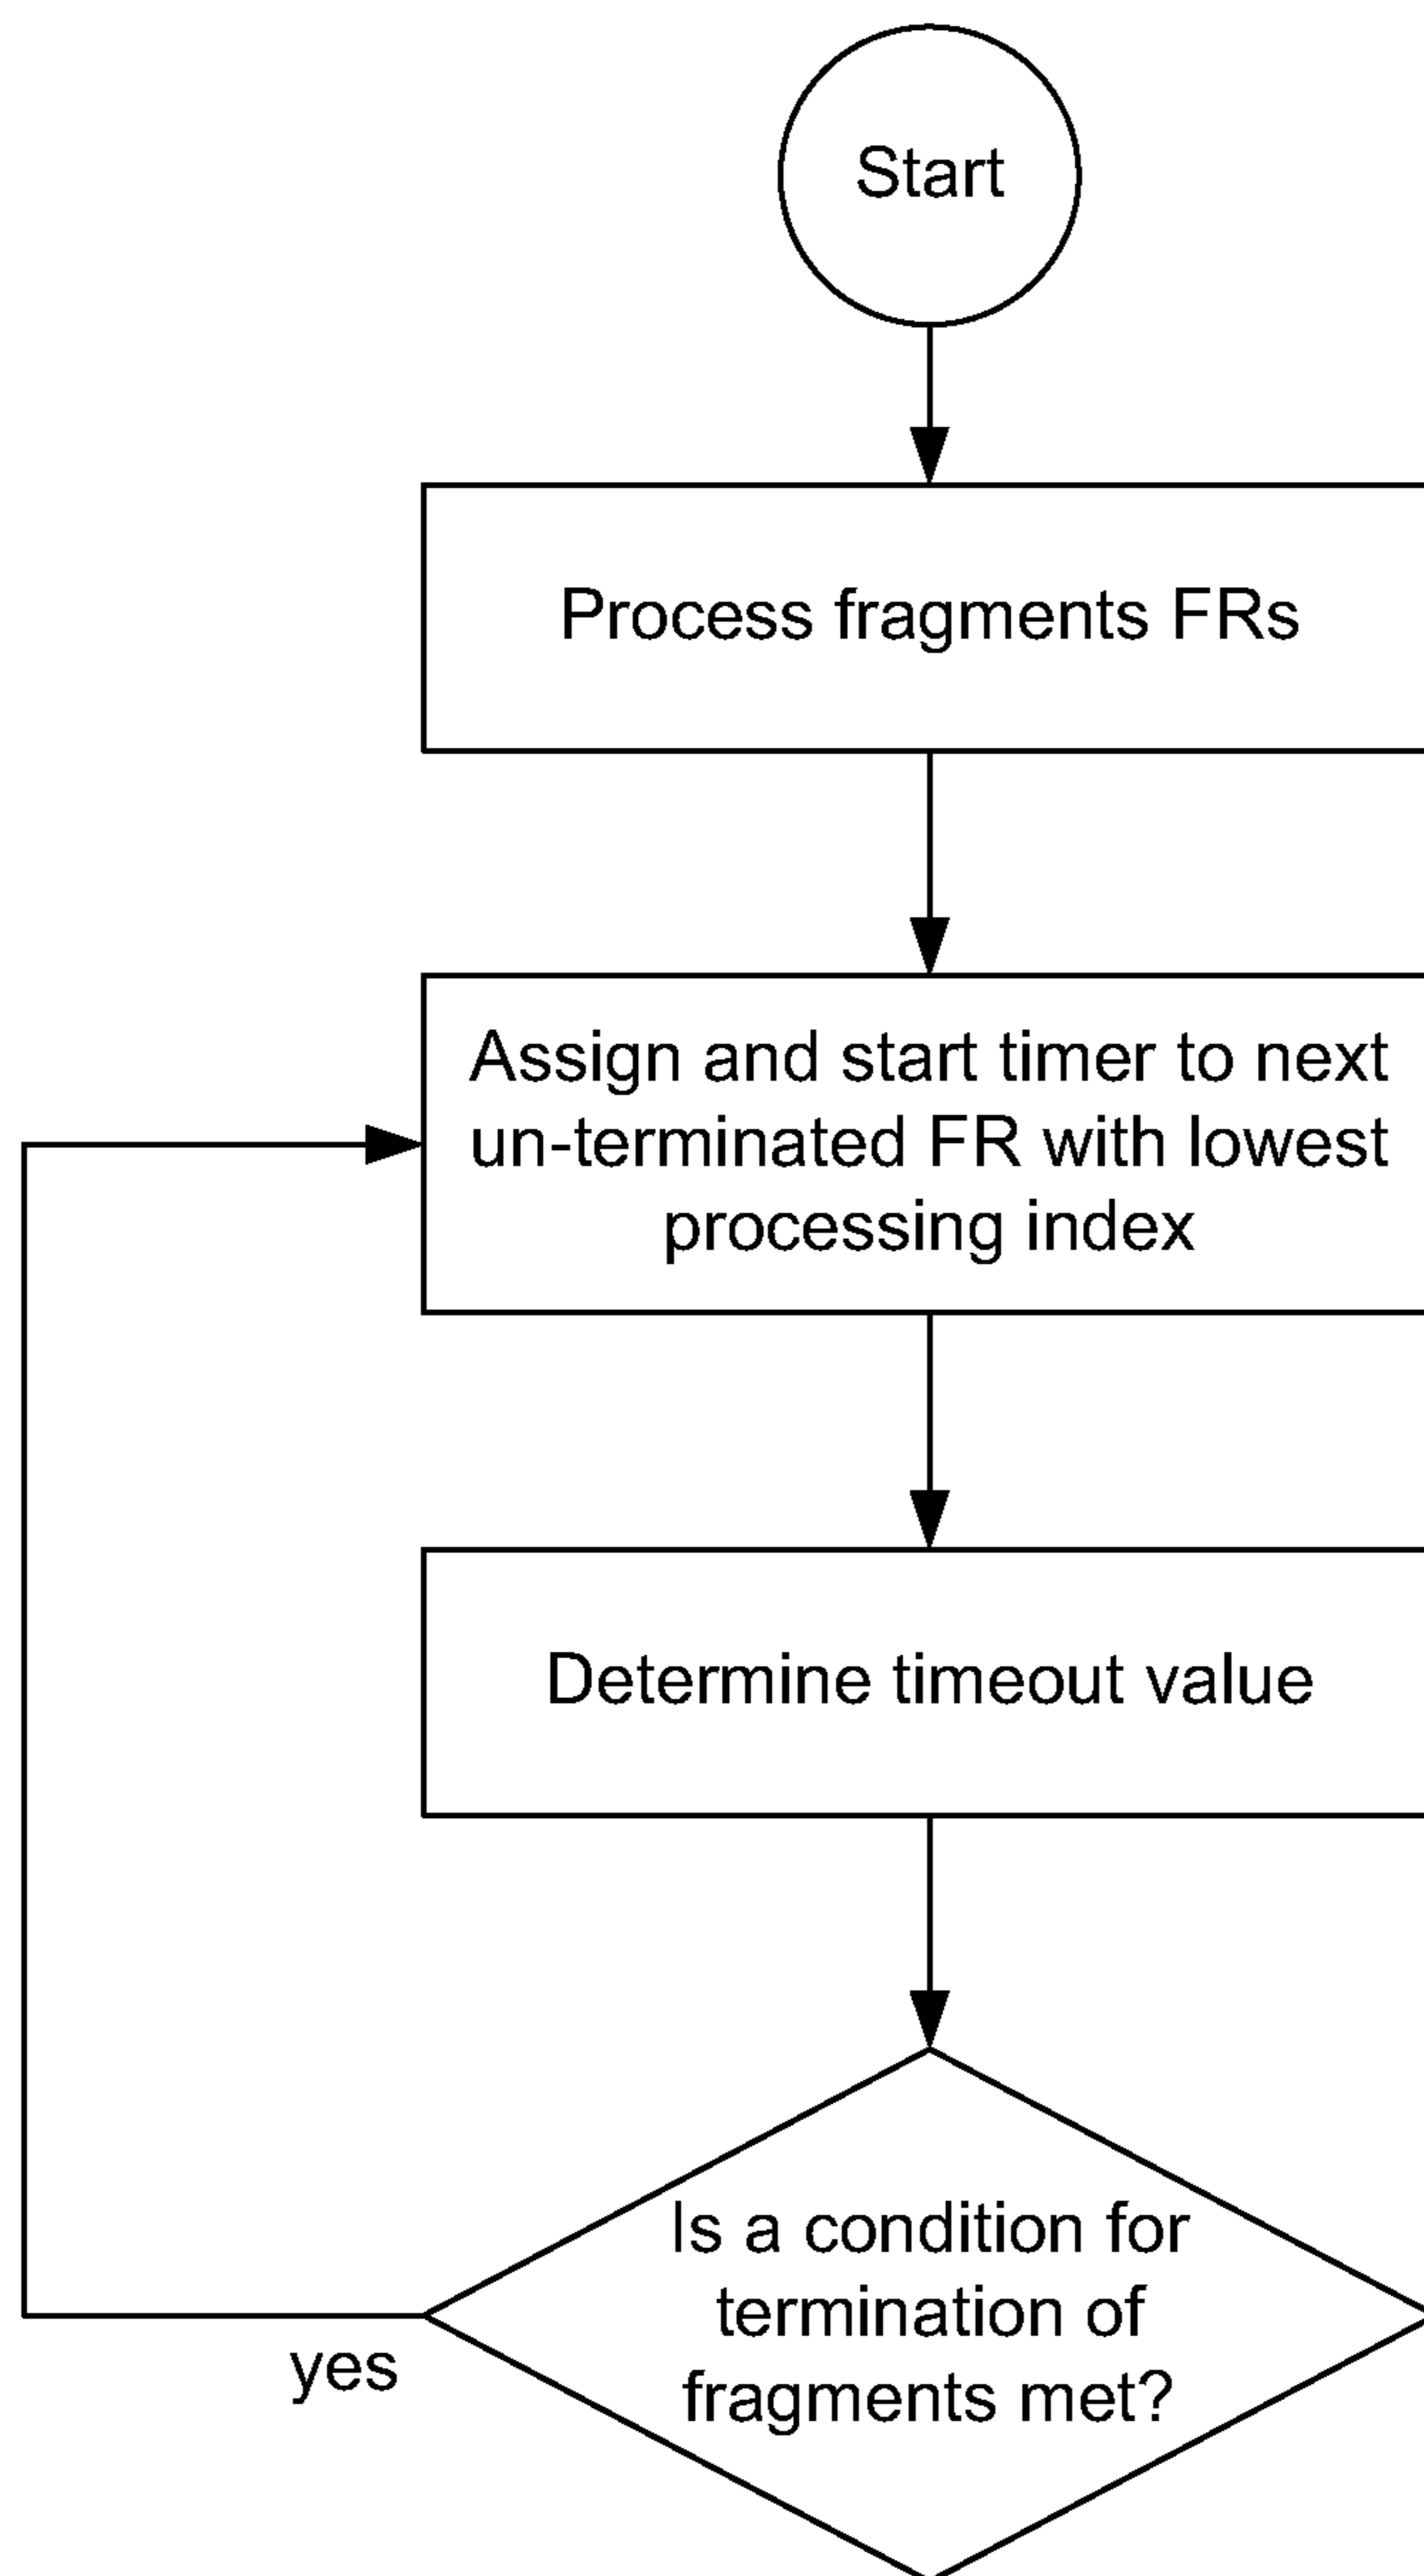 Start
Process fragments FRs
Assign and start timer to next
un-terminated FR with lowest
processing index
Determine timeout value
Is a condition for
termination of
fragments met?
yes